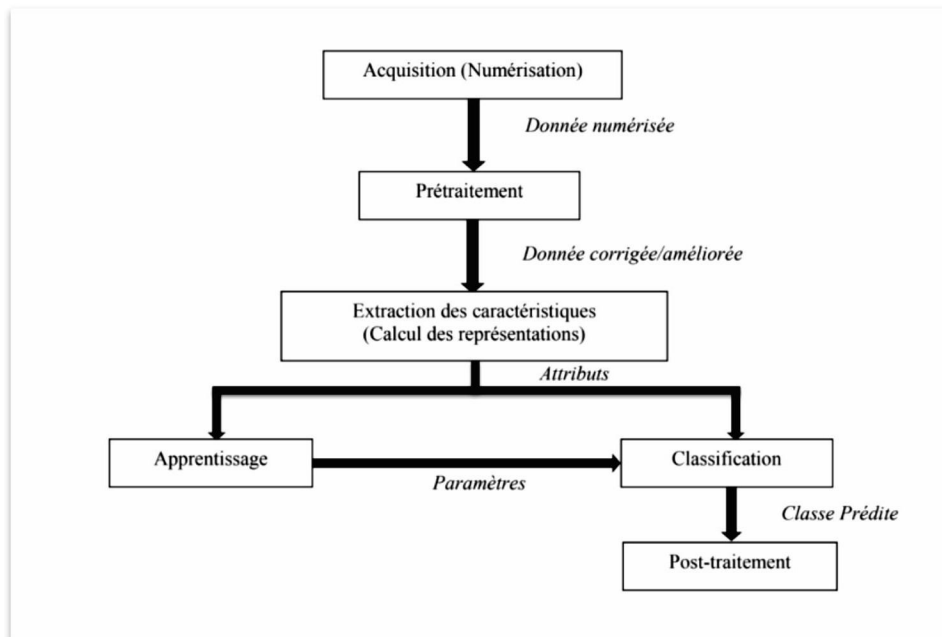 Acquisition (Numérisation)
Donnée numérisée
Prétraitement
Donnée corrigée/améliorée
Extraction des caractéristiques
(Calcul des représentations)
Attributs
Apprentissage
Paramètres
Classification
Classe Prédite
Post-traitement